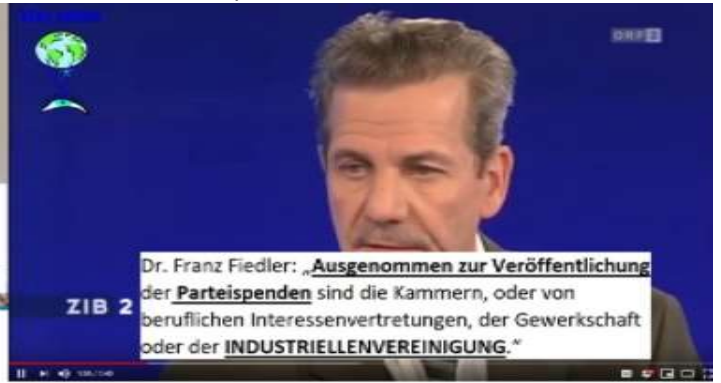 ORF 2
Dr. Franz Fiedler: „Ausgenommen zur Veröffentlichung
der Parteispenden sind die Kammern, oder von
beruflichen Interessenvertretungen, der Gewerkschaft
oder der INDUSTRIELLENVEREINIGUNG.“
ZIB 2